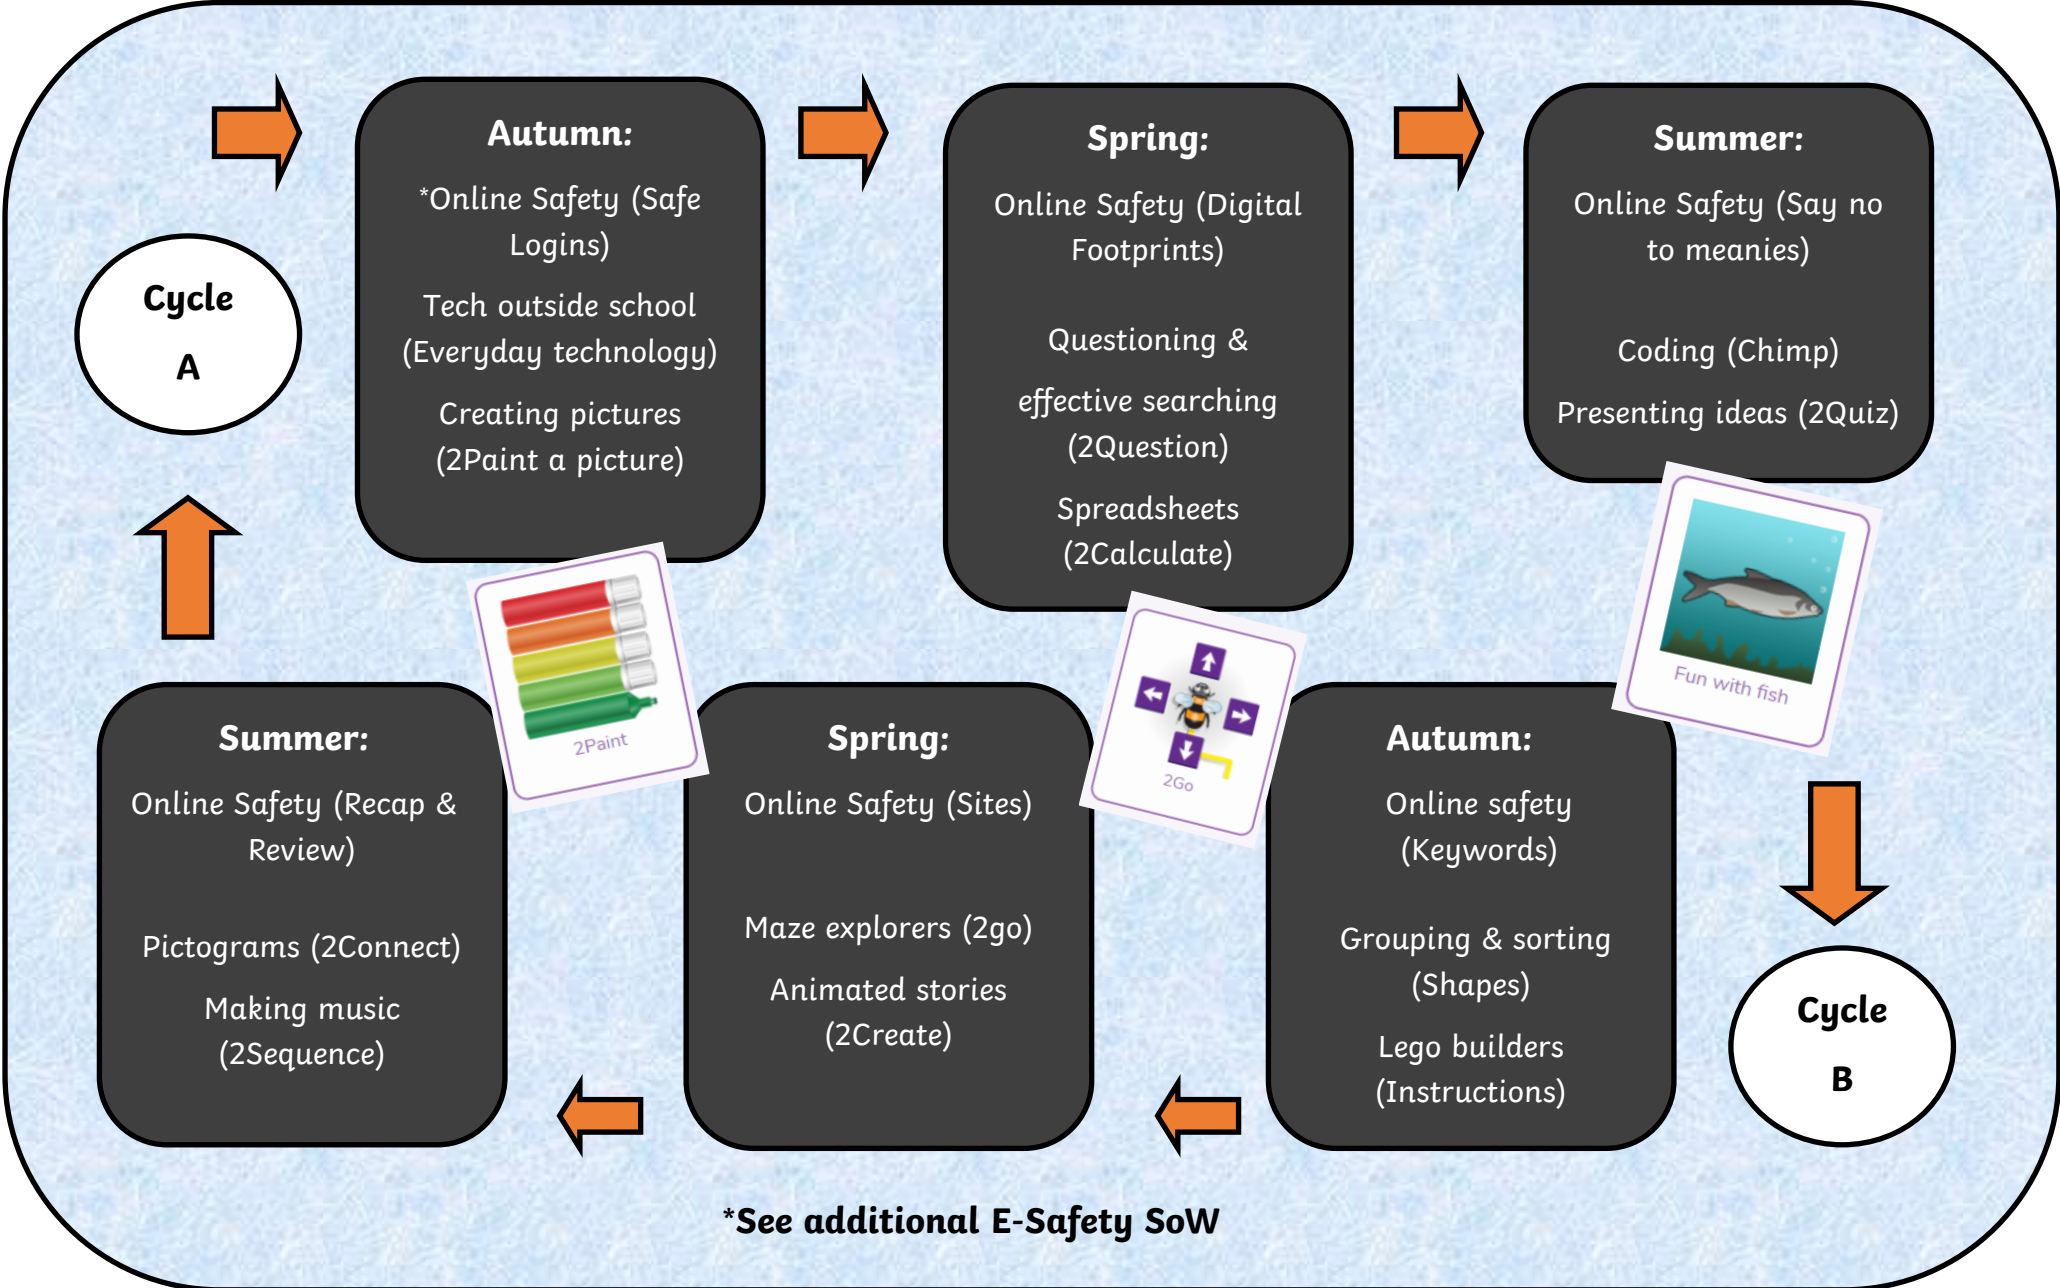 Cycle
A
Autumn:
*Online Safety (Safe
Logins)
Tech outside school
(Everyday technology)
Creating pictures
(2Paint a picture)
Spring:
Online Safety (Digital
Footprints)
Questioning &
effective searching
(2Question)
Spreadsheets
(2Calculate)
Summer:
Online Safety (Say no
to meanies)
Coding (Chimp)
Presenting ideas (2Quiz)
2Paint
2Go
Fun with fish
Cycle
B
Autumn:
Online safety
(Keywords)
Grouping & sorting
(Shapes)
Lego builders
(Instructions)
Spring:
Online Safety (Sites)
Maze explorers (2go)
Animated stories
(2Create)
Summer:
Online Safety (Recap &
Review)
Pictograms (2Connect)
Making music
(2Sequence)
*See additional E-Safety SoW